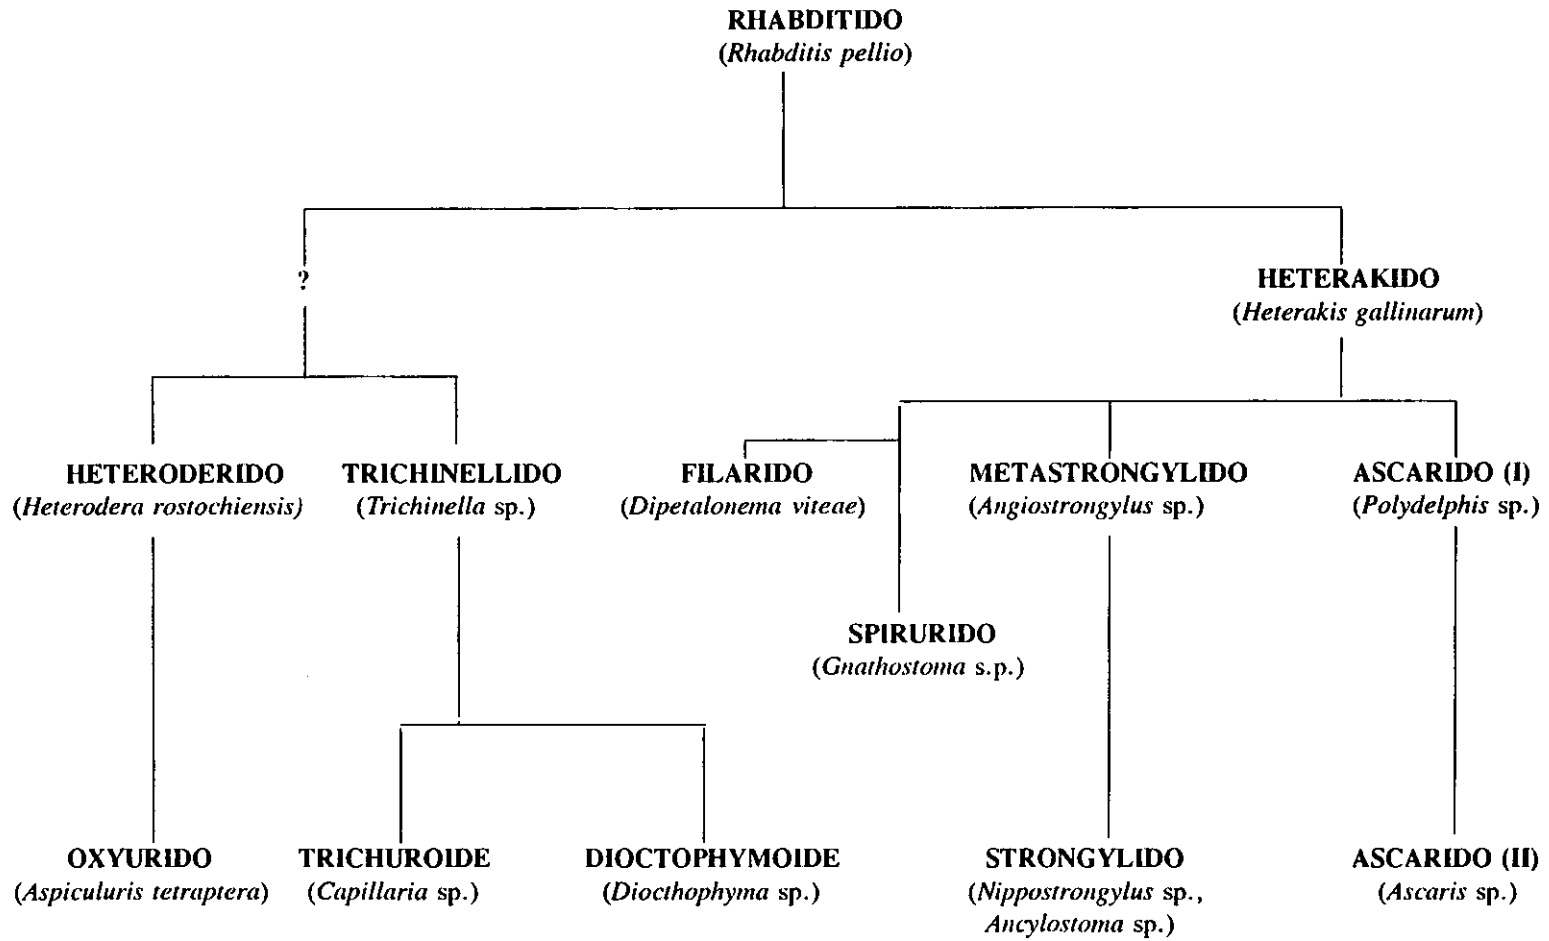 RHABDITIDO
(Rhabditis pellio)
?
HETERAKIDO
(Heterakis gallinarum)
HETERODERIDO
(Heterodera rostochiensis)
TRICHINELLIDO
(Trichinella sp.)
FILARIDO
(Dipetalonema viteae)
METASTRONGYLIDO
(Angiostrongylus sp.)
ASCARIDO (I)
(Polydelphis sp.)
SPIRURIDO
(Gnathostoma s.p.)
OXYURIDO
(Aspiculuris tetraptera)
TRICHUROIDE
(Capillaria sp.)
DIOCTOPHYMOIDE
(Diocthophyma sp.)
STRONGYLIDO
(Nippostrongylus sp.,
Ancylostoma sp.)
ASCARIDO (II)
(Ascaris sp.)